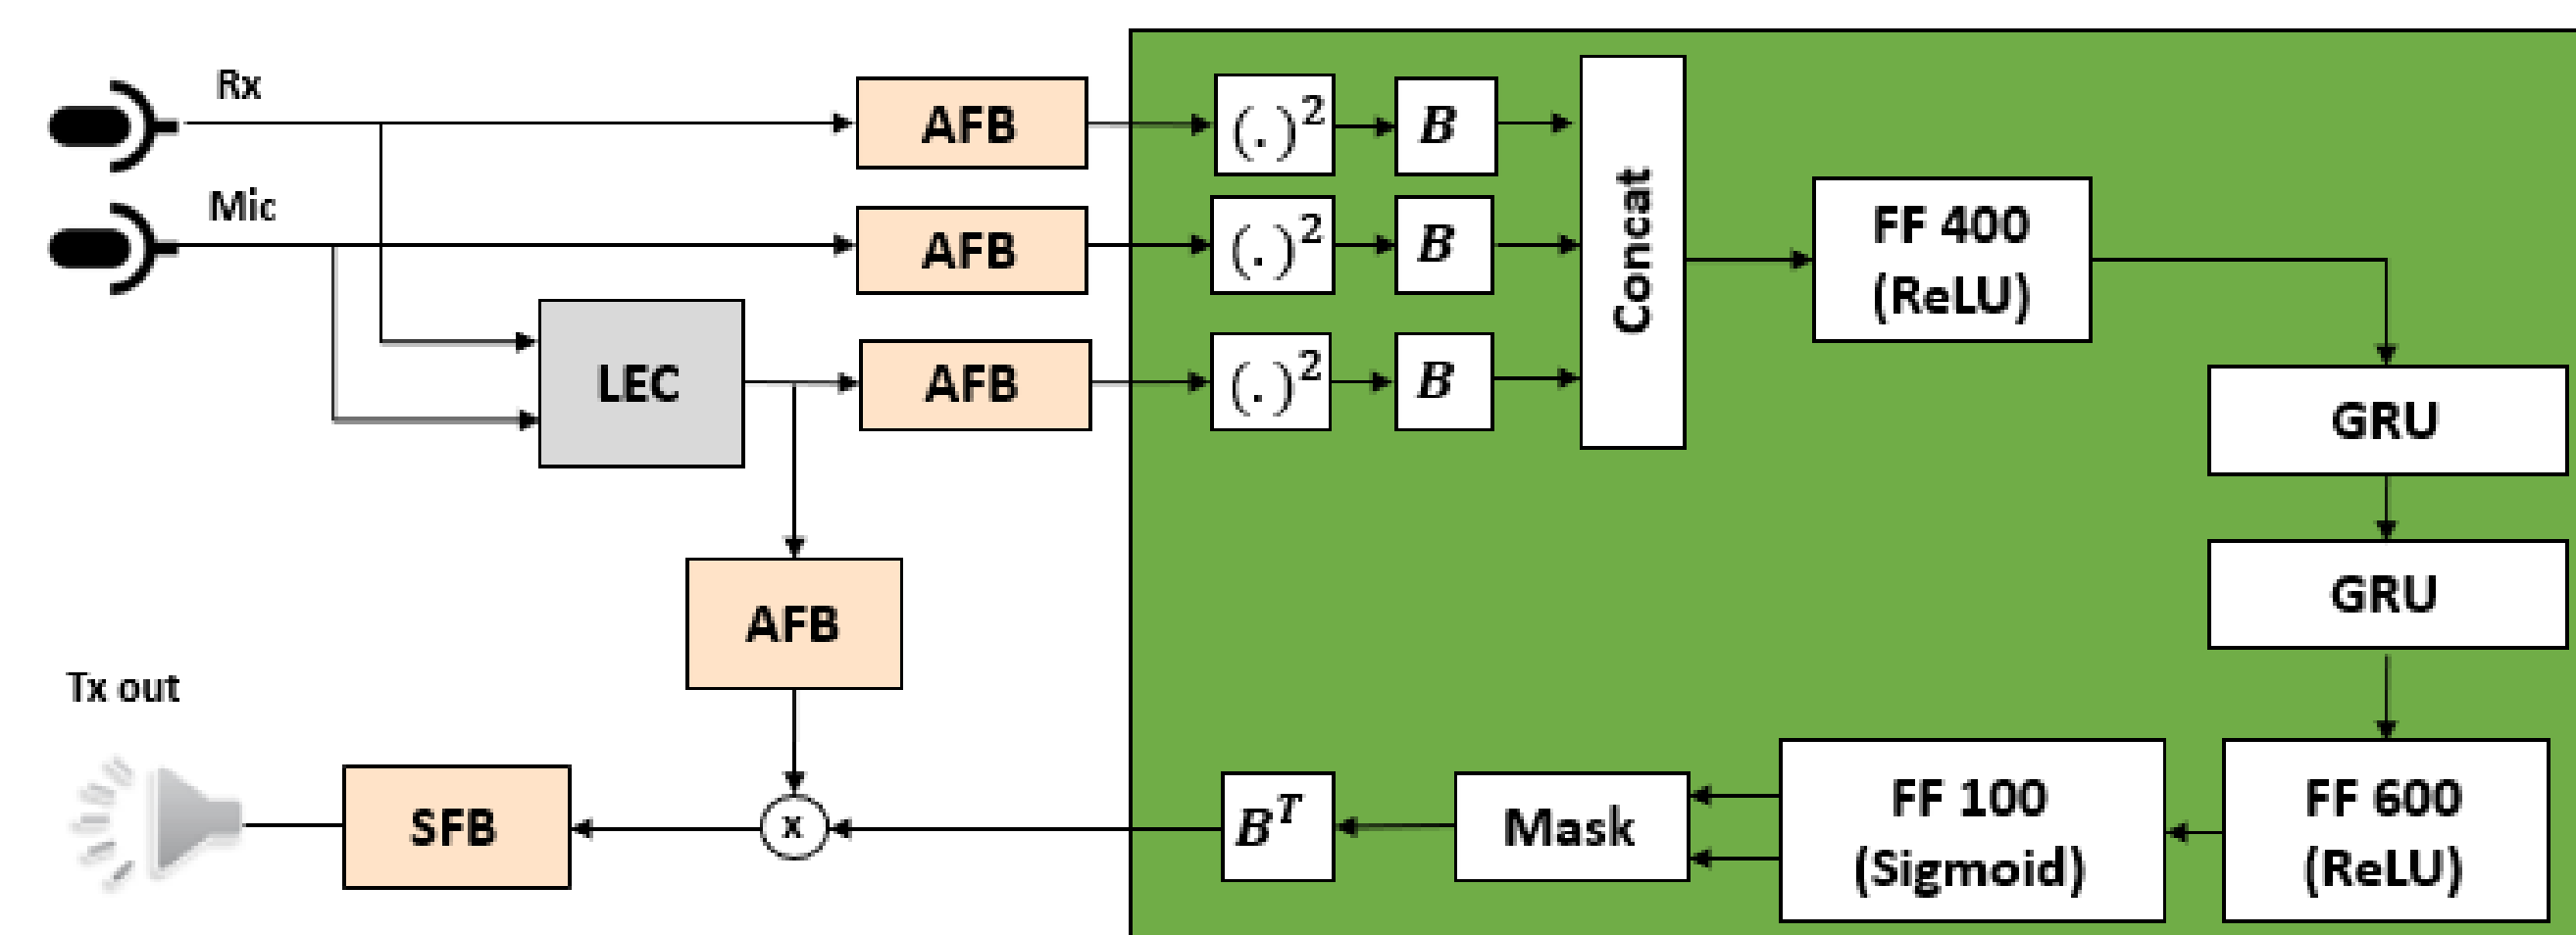 Rx
AFB
(.)²
B
Concat
FF 400
(ReLU)
Mic
AFB
(.)²
B
LEC
AFB
(.)²
B
GRU
GRU
AFB
Tx out
SFB
x
Bᵀ
Mask
FF 100
(Sigmoid)
FF 600
(ReLU)